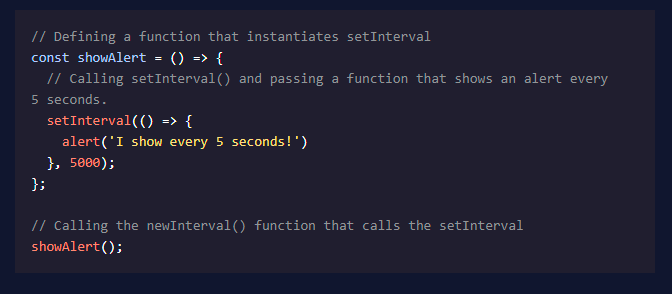 // Defining a function that instantiates setInterval
const showAlert = () => {
  // Calling setInterval() and passing a function that shows an alert every
5 seconds.
  setInterval(() => {
    alert('I show every 5 seconds!')
  }, 5000);
};

// Calling the newInterval() function that calls the setInterval
showAlert();